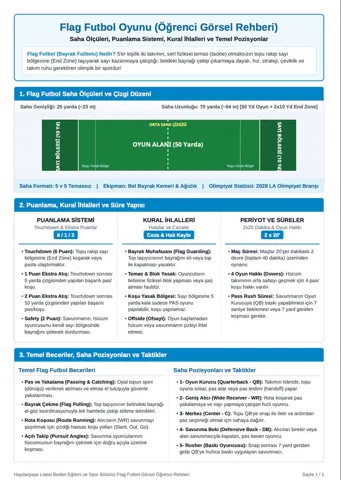 Flag Futbol Oyunu (Öğrenci Görsel Rehberi)
Saha Ölçüleri, Puanlama Sistemi, Kural İhlalleri ve Temel Pozisyonlar
Flag Futbol (Bayrak Futbolu) Nedir? 5'er kişilik iki takımın, sert fiziksel temas (tackle) olmaksızın topu rakip sayı
bölgesine (End Zone) taşıyarak sayı kazanmaya çalıştığı; beldeki bayrağı çekip çıkarmaya dayalı, hız, strateji, çeviklik ve
takım ruhu gerektiren olimpik bir spordur!
1. Flag Futbol Saha Ölçüleri ve Çizgi Düzeni
Saha Genişliği: 25 yarda (~23 m)
Saha Uzunluğu: 70 yarda (~64 m) [50 Yd Oyun + 2x10 Yd End Zone]
SAYI BÖLGESİ (10 Yd)
ORTA SAHA ÇİZGİSİ
OYUN ALANI (50 Yarda)
Koşu Yasak Bölge
Koşu Yasak Bölge
SAYI BÖLGESİ (10 Yd)
Saha Formatı: 5 v 5 Temassız | Ekipman: Bel Bayrak Kemeri & Ağızlık | Olimpiyat Statüsü: 2028 LA Olimpiyat Branşı
2. Puanlama, Kural İhlalleri ve Süre Yapısı
PUANLAMA SİSTEMİ
Touchdown & Ekstra Puanlar
6 / 1 / 2
• Touchdown (6 Puan): Topu rakip sayı
bölgesine (End Zone) koşarak veya
pasla ulaştırmaktır.
• 1 Puan Ekstra Atış: Touchdown sonrası
5 yarda çizgisinden yapılan başarılı pas/
koşu.
• 2 Puan Ekstra Atış: Touchdown sonrası
10 yarda çizgisinden yapılan başarılı
pas/koşu.
• Safety (2 Puan): Savunmanın, hücum
oyuncusunu kendi sayı bölgesinde
bayrağını çekerek durdurması.
KURAL İHLALLERİ
Hatalar ve Cezalar
Ceza & Hak Kaybı
• Bayrak Muhafazası (Flag Guarding):
Top taşıyıcının bayrağını eli veya top
ile kapatması yasaktır.
• Temas & Blok Yasak: Oyuncuların
birbirine fiziksel blok yapması veya şarj
atması fauldür.
• Koşu Yasak Bölgesi: Sayı bölgesine 5
yarda kala sadece PAS oyunu
yapılabilir, koşu yapılamaz.
• Offside (Ofsayt): Oyun başlamadan
hücum veya savunmanın çizgiyi ihlal
etmesi.
PERİYOT VE SÜRELER
2x20 Dakika & Oyun Hakkı
2 x 20'
• Maç Süresi: Maçlar 20'şer dakikalık 2
devre (toplam 40 dakika) üzerinden
oynanır.
• 4 Oyun Hakkı (Downs): Hücum
takımının orta sahayı geçmek için 4 pas/
koşu hakkı vardır.
• Pass Rush Süresi: Savunmanın Oyun
Kurucuya (QB) baskı yapabilmesi için 7
saniye beklemesi veya 7 yard geriden
koşması gerekir.
3. Temel Beceriler, Saha Pozisyonları ve Taktikler
Temel Flag Futbol Becerileri
• Pas ve Yakalama (Passing & Catching): Oval topun spini
(dönüşü) verilerek atılması ve elmas el tutuşuyla güvenle
yakalanması.
• Bayrak Çekme (Flag Pulling): Top taşıyıcının belindeki bayrağı
el-göz koordinasyonuyla tek hamlede çekip sökme teknikleri.
• Rota Koşusu (Route Running): Alıcıların (WR) savunmayı
şaşırtmak için çizdiği hassas koşu yolları (Slant, Out, Go).
• Açılı Takip (Pursuit Angles): Savunma oyuncularının
hücumcunun bayrağını çekmek için doğru açıyla üzerine
koşması.
Saha Pozisyonları ve Taktikler
• 1- Oyun Kurucu (Quarterback - QB): Takımın lideridir, topu
oyuna sokar, pas atar veya pas teslimi (handoff) yapar.
• 2- Geniş Alıcı (Wide Receiver - WR): Rota koşarak pas
yakalamaya ve sayı yapmaya çalışan hızlı oyuncu.
• 3- Merkez (Center - C): Topu QB'ye snap ile iletir ve ardından
pas seçeneği olmak için sahaya dağılır.
• 4- Savunma Beki (Defensive Back - DB): Alıcıları birebir veya
alan savunmasıyla kapatan, pas kesen oyuncu.
• 5- Rusher (Baskı Oyuncusu): Snap sonrası 7 yard geriden
gelip QB'ye hızlıca baskı uygulayan savunmacı.
Haydarpaşa Lisesi Beden Eğitimi ve Spor Bölümü Flag Futbol Görsel Öğrenci Rehberi
Sayfa 1 / 1